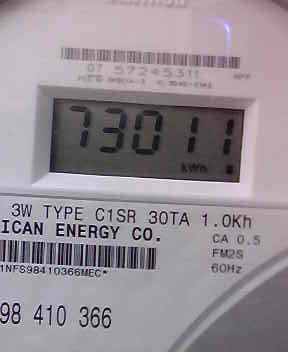 07 57245311
73011
kWh
3W TYPE C1SR 30TA 1.0Kh
ICAN ENERGY CO.
CA 0.5
FM2S
60Hz
1NFS98410366MEC*
98 410 366